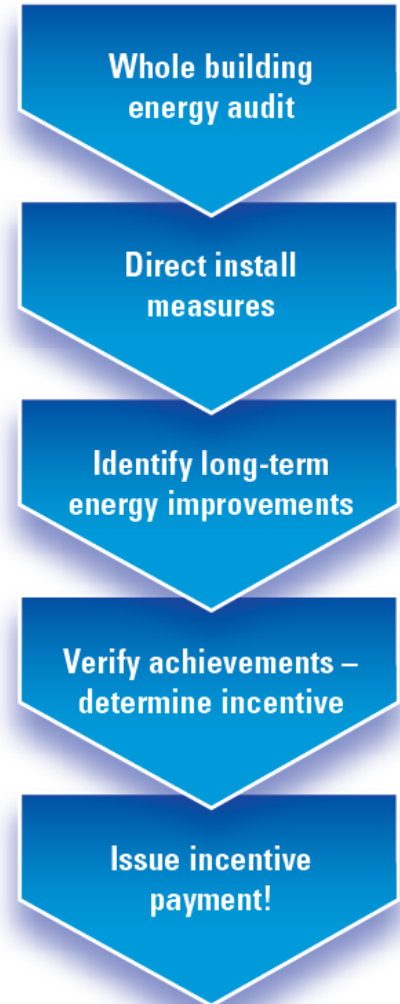 Whole building
energy audit
Direct install
measures
Identify long-term
energy improvements
Verify achievements –
determine incentive
Issue incentive
payment!